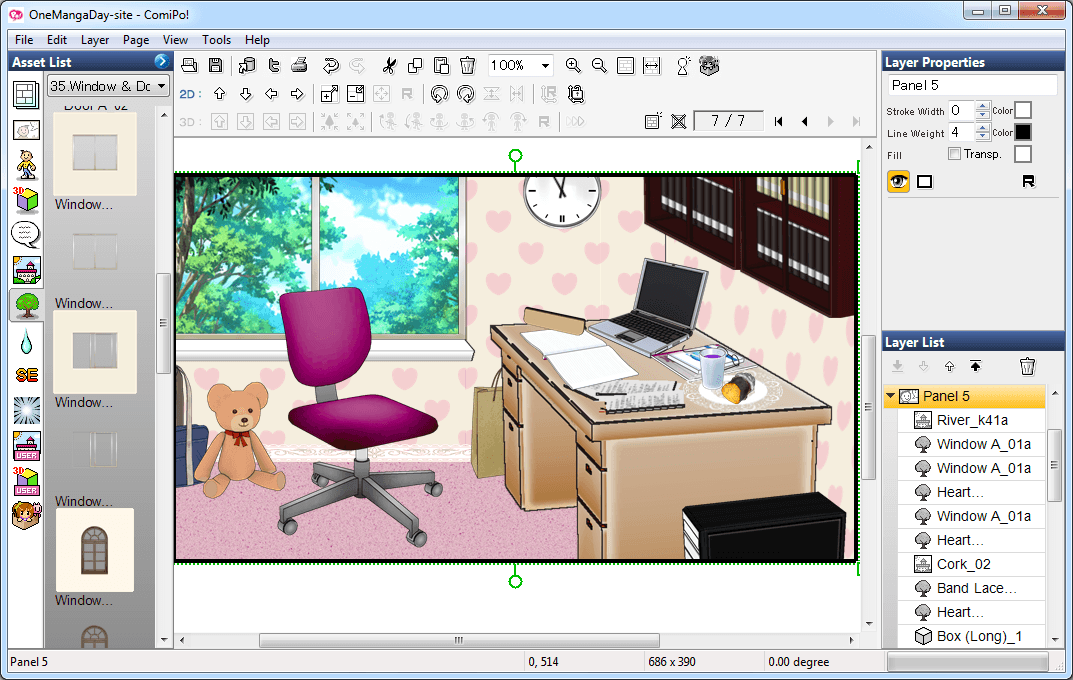 OneMangaDay-site - ComiPo!
File Edit Layer Page View Tools Help
Asset List
35.Window & Dc
Door A_02
Window...
Window...
Window...
Window...
Window...
3D
SE
USER
3D
USER
100%
2D :
3D :
7 / 7
Layer Properties
Panel 5
Stroke Width 0 Color
Line Weight 4 Color
Fill Transp.
Layer List
Panel 5
River_k41a
Window A_01a
Window A_01a
Heart...
Window A_01a
Heart...
Cork_02
Band Lace...
Heart...
Box (Long)_1
Panel 5
0, 514
686 x 390
0.00 degree